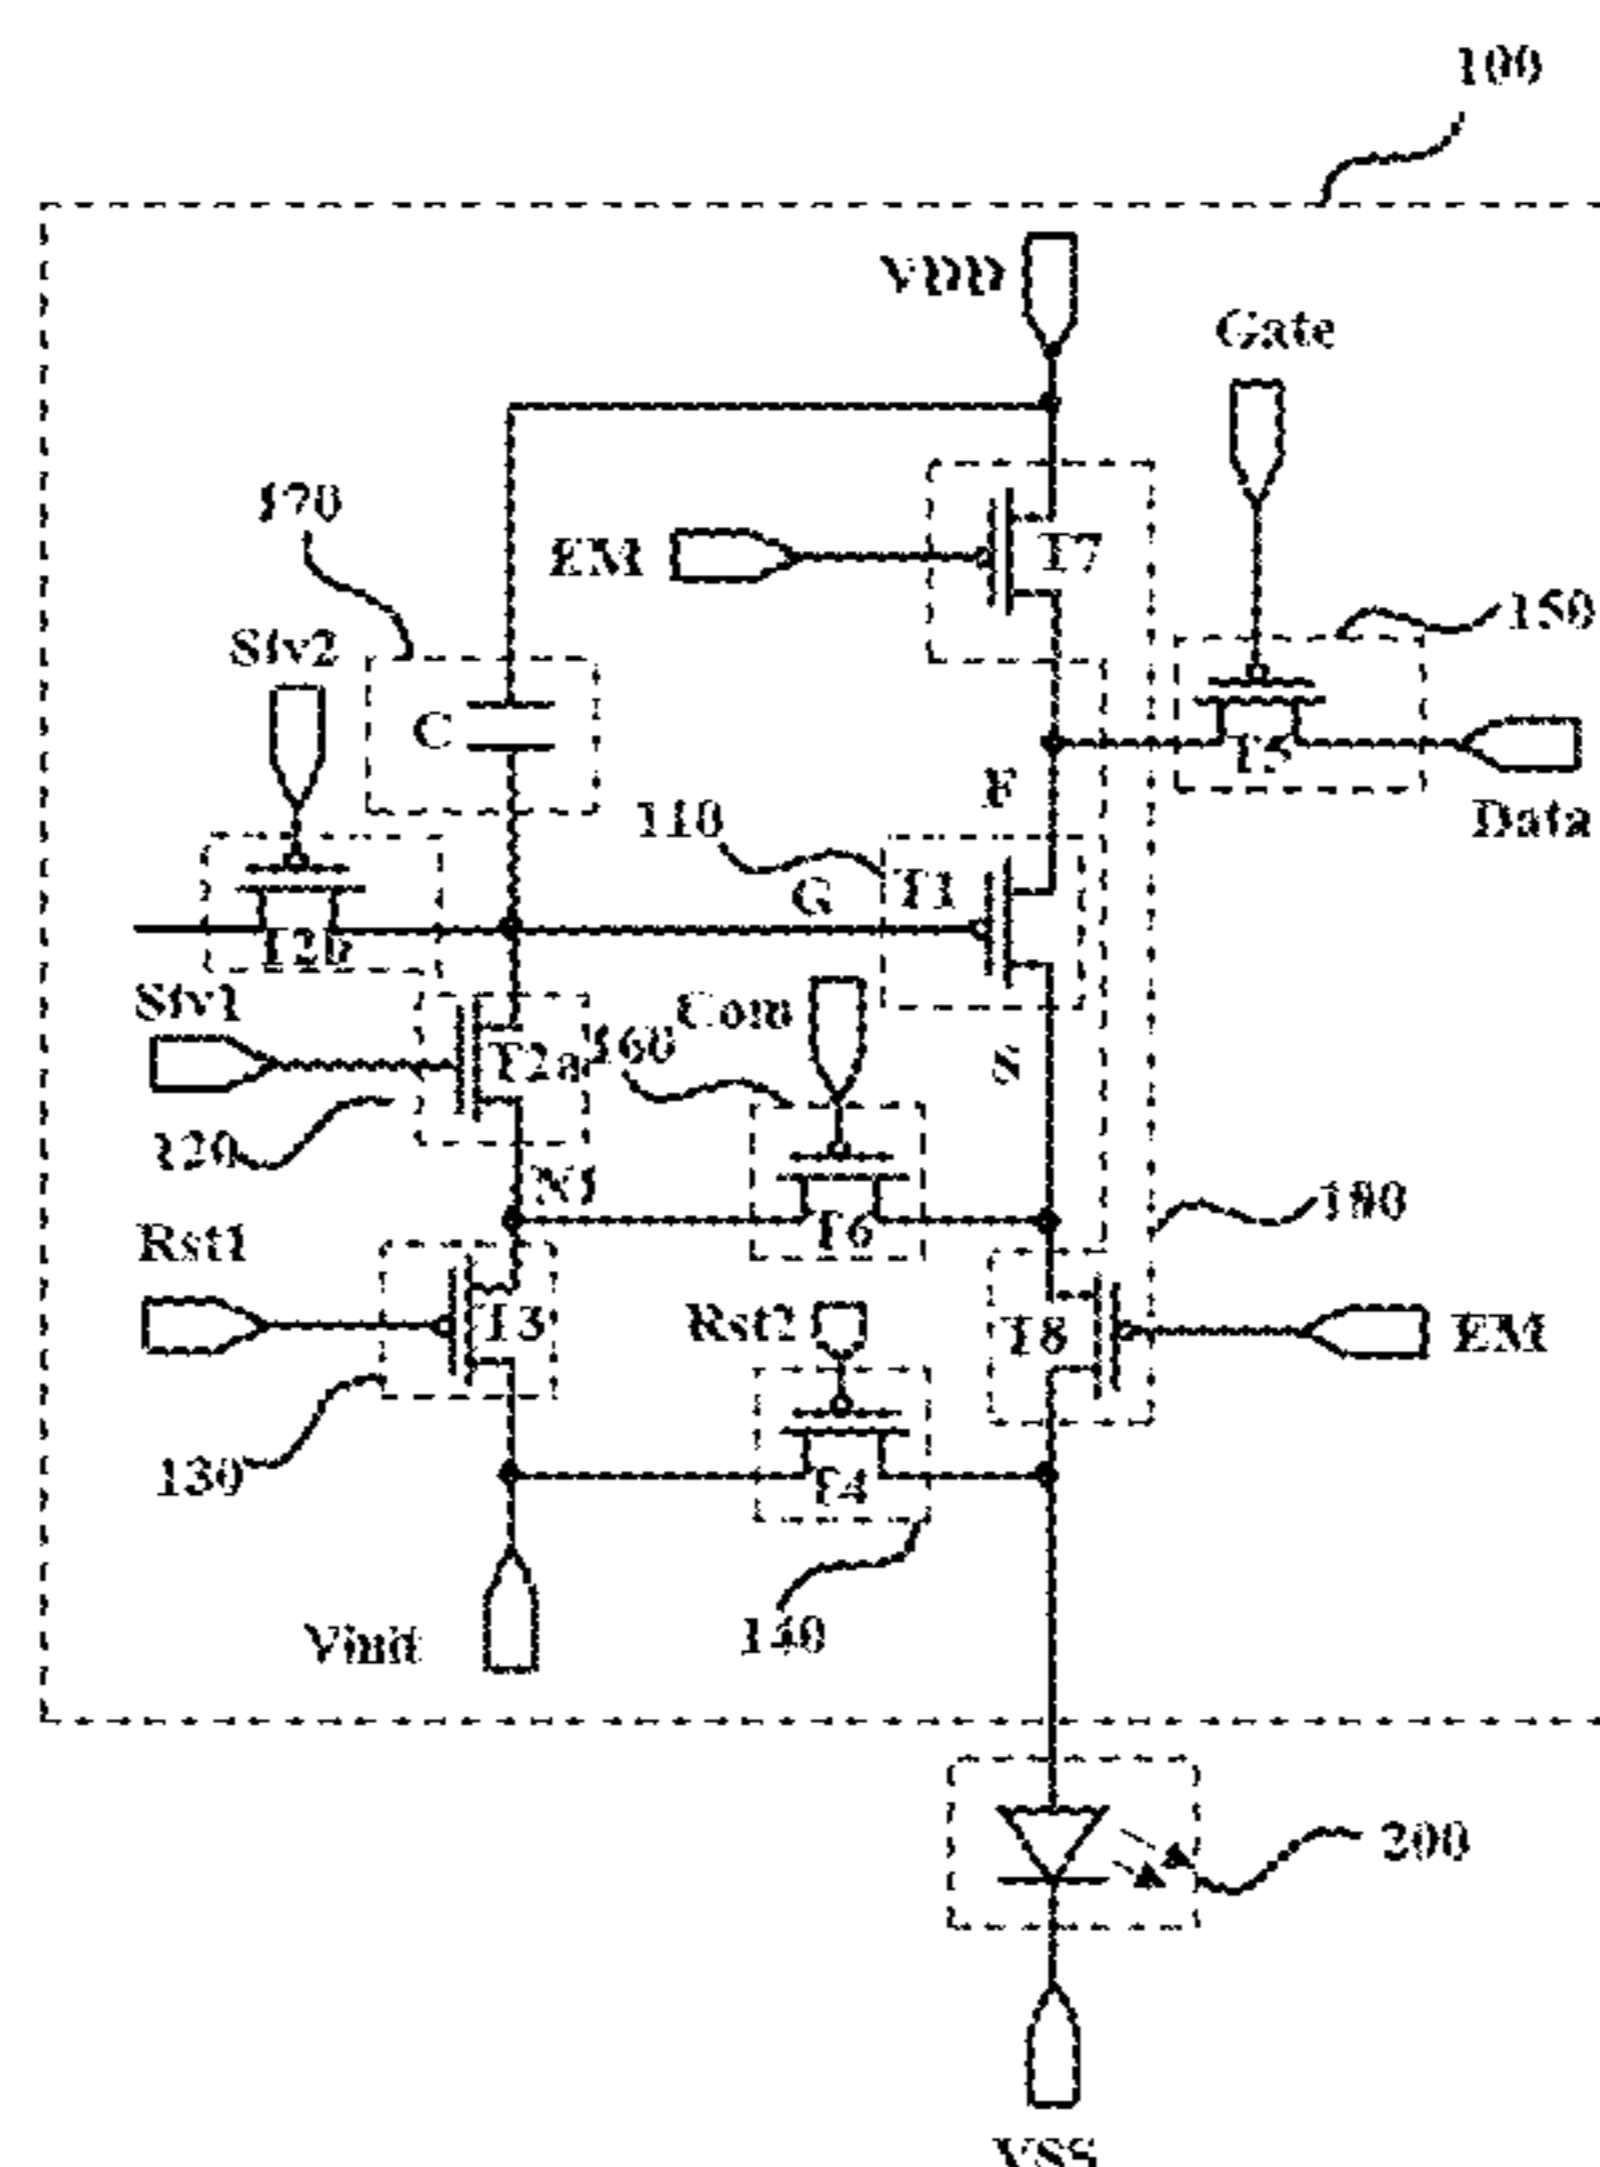 100
VDD
Gate
170
EM
T7
150
Stv2
C
T5
F
Data
110
T1
G
T2b
Stv1
Com
T2a
160
S
120
N1
T6
180
Rst1
T3
Rst2
T8
EM
130
T4
140
Vinit
200
VSS